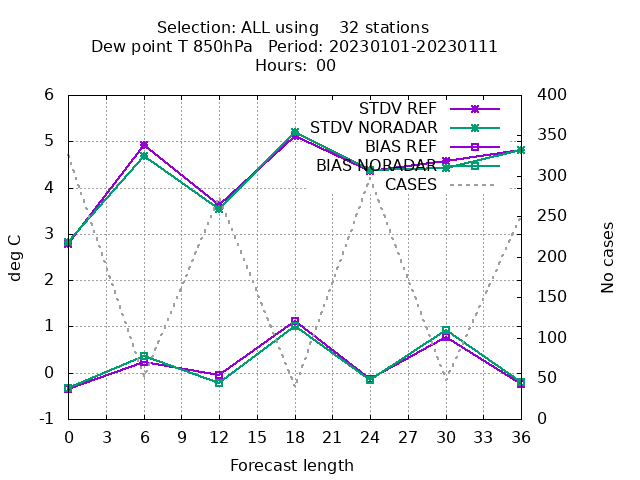 Selection: ALL using    32 stations
Dew point T 850hPa   Period: 20230101-20230111
Hours: 00
STDV REF
STDV NORADAR
BIAS REF
BIAS NORADAR
CASES
6
5
4
3
2
1
0
-1
400
350
300
250
200
150
100
50
0
deg C
No cases
0 3 6 9 12 15 18 21 24 27 30 33 36
Forecast length